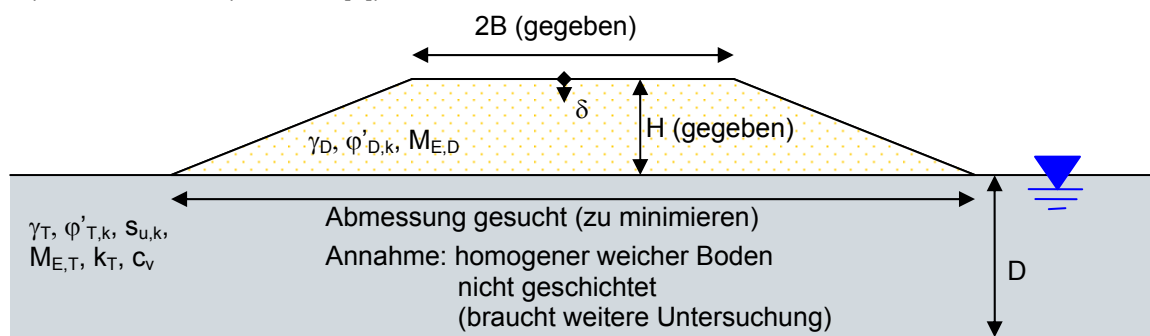 2B (gegeben)
δ
H (gegeben)
γD, φ'D,k, ME,D
Abmessung gesucht (zu minimieren)
γT, φ'T,k, su,k,
ME,T, kT, cv
Annahme: homogener weicher Boden
nicht geschichtet
(braucht weitere Untersuchung)
D